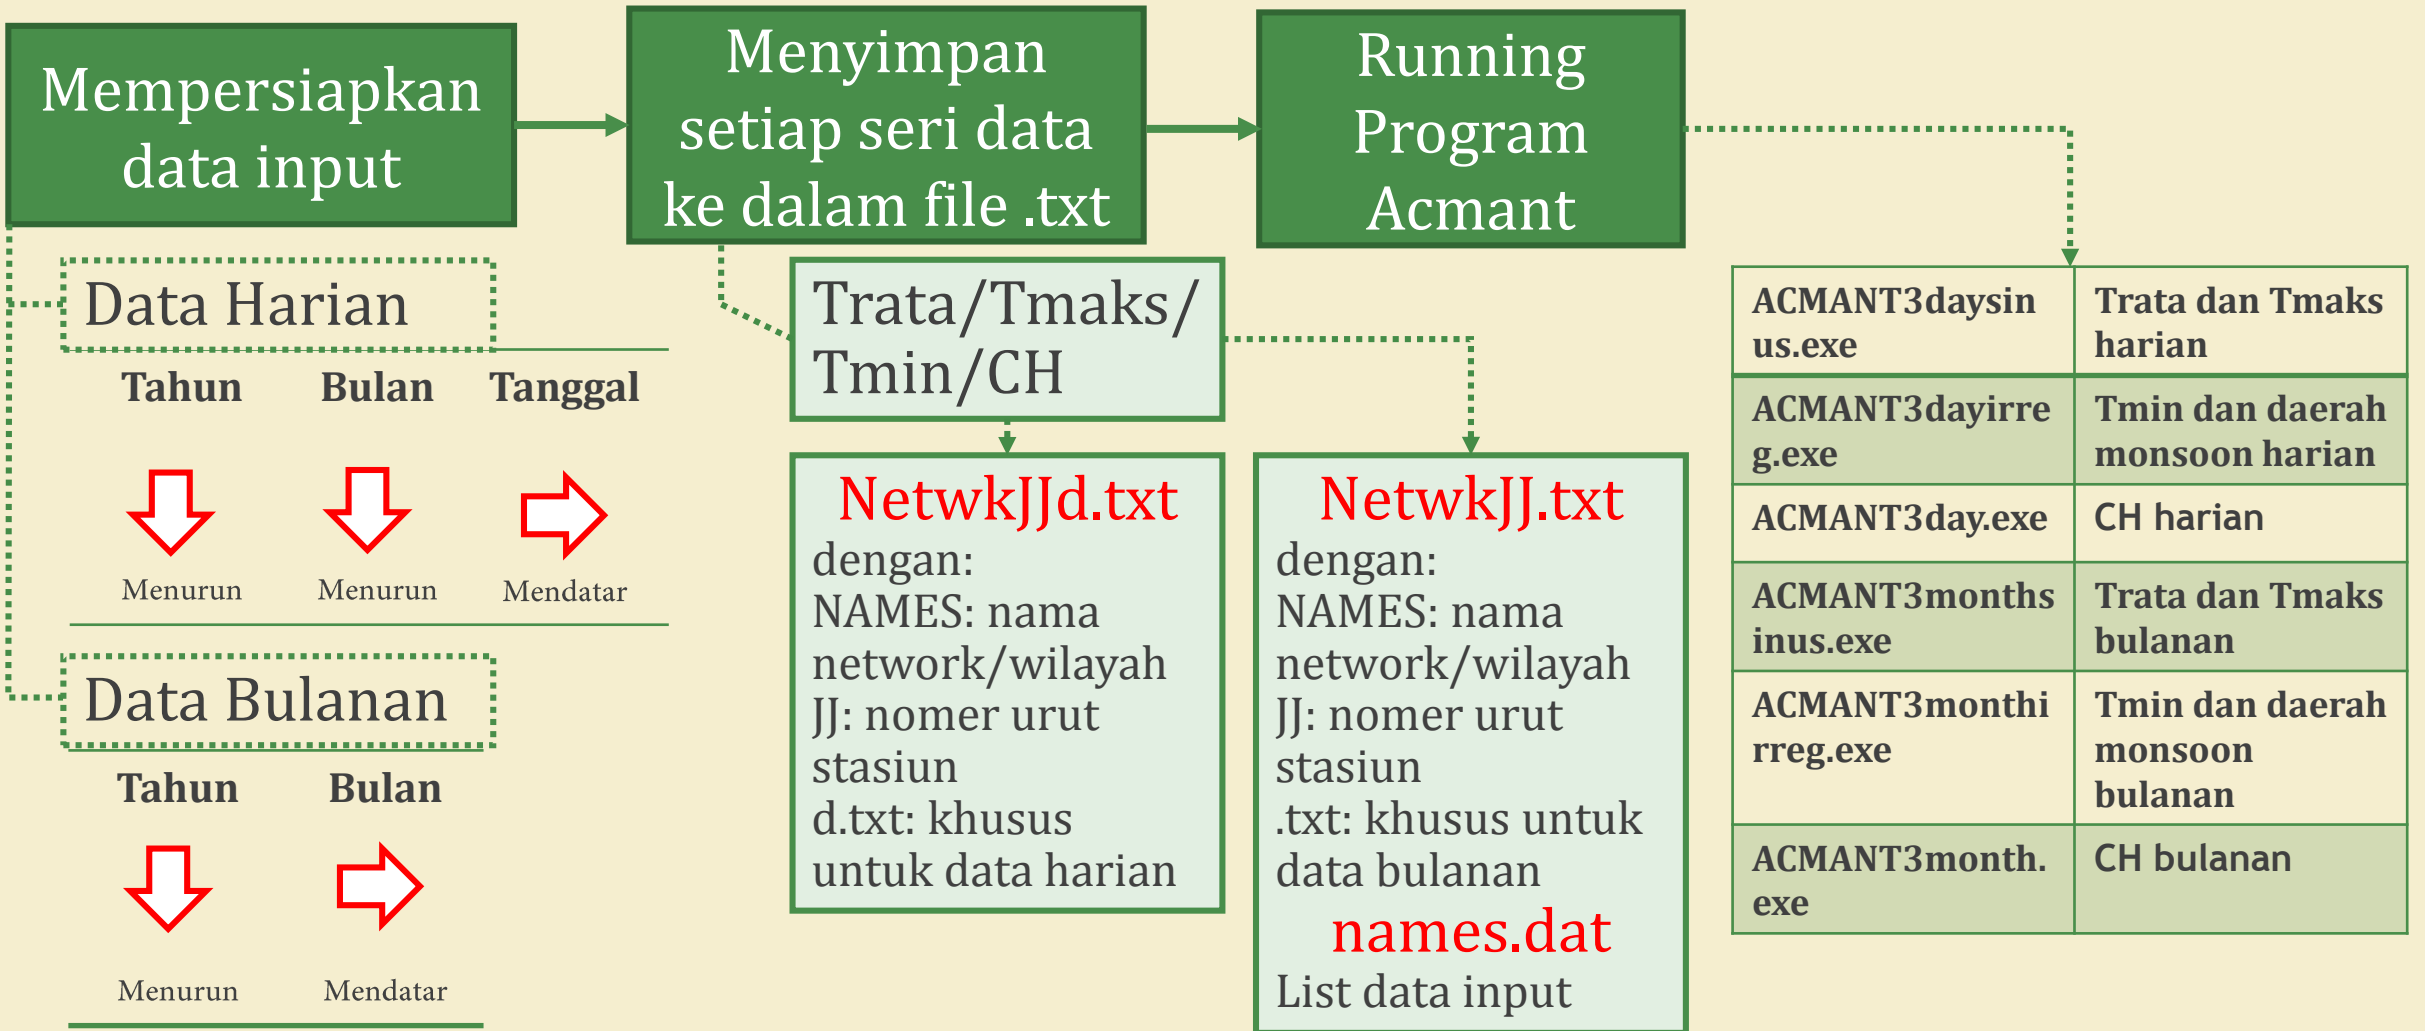 Mempersiapkan
data input
Menyimpan
setiap seri data
ke dalam file .txt
Running
Program
Acmant
Data Harian
Tahun Bulan Tanggal
Menurun Menurun Mendatar
Data Bulanan
Tahun Bulan
Menurun Mendatar
Trata/Tmaks/
Tmin/CH
NetwkJJd.txt
dengan:
NAMES: nama
network/wilayah
JJ: nomer urut
stasiun
d.txt: khusus
untuk data harian
NetwkJJ.txt
dengan:
NAMES: nama
network/wilayah
JJ: nomer urut
stasiun
.txt: khusus untuk
data bulanan
names.dat
List data input
ACMANT3daysin
us.exe
Trata dan Tmaks
harian
ACMANT3dayirre
g.exe
Tmin dan daerah
monsoon harian
ACMANT3day.exe
CH harian
ACMANT3months
inus.exe
Trata dan Tmaks
bulanan
ACMANT3monthi
rreg.exe
Tmin dan daerah
monsoon
bulanan
ACMANT3month.
exe
CH bulanan